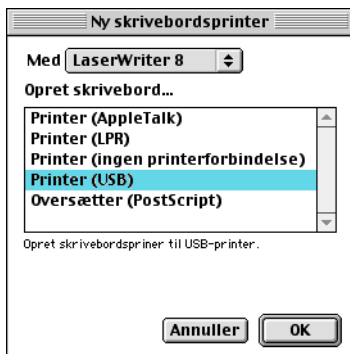 Ny skrivebordsprinter
Med LaserWriter 8
Opret skrivebord...
Printer (AppleTalk)
Printer (LPR)
Printer (ingen printerforbindelse)
Printer (USB)
Oversætter (PostScript)
Opret skrivebordspriner til USB-printer.
Annuller OK